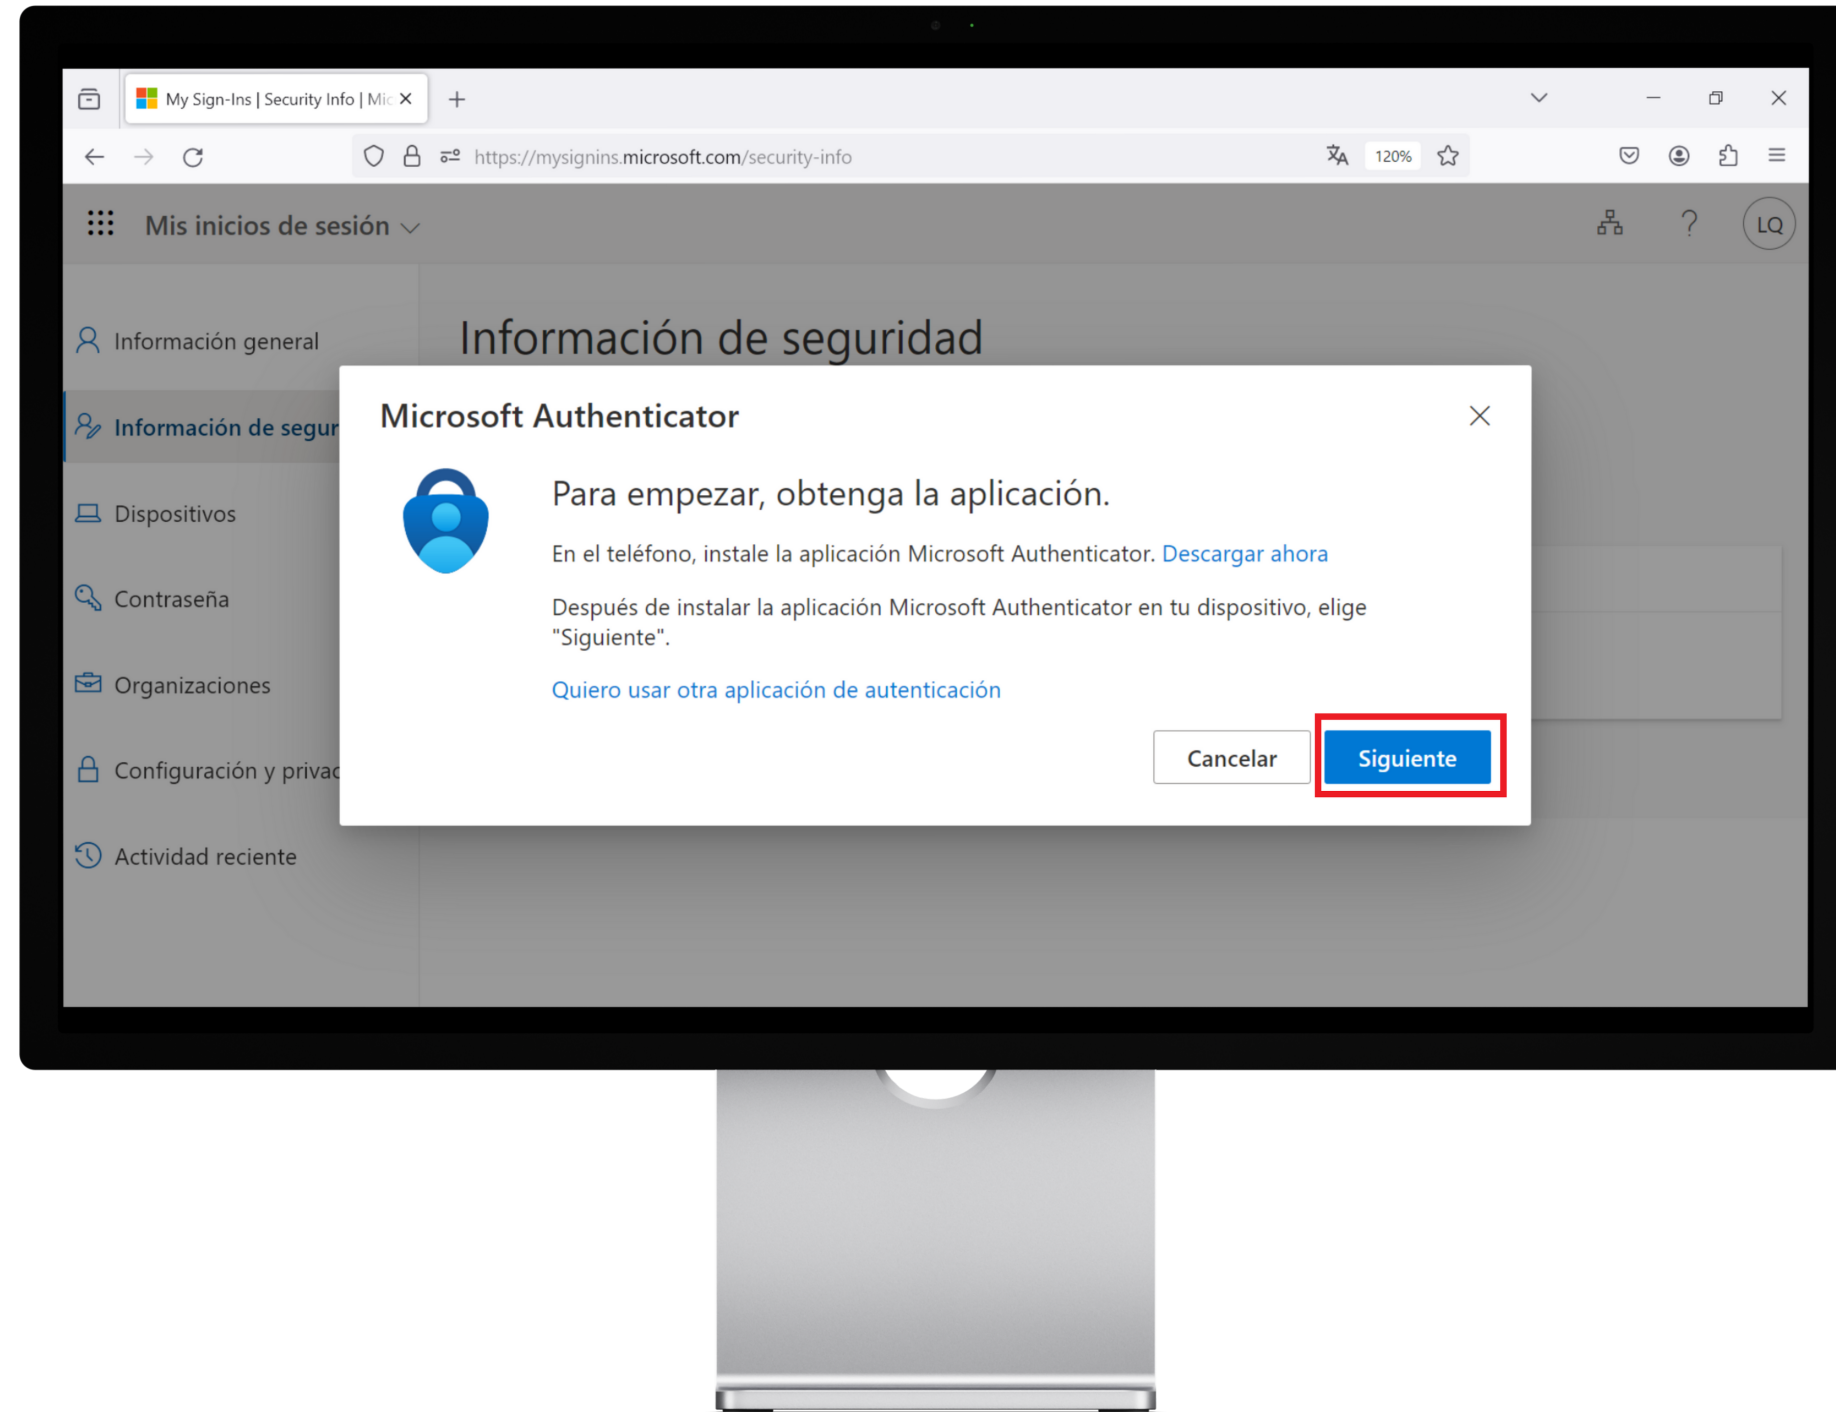 My Sign-Ins | Security Info | Mic
https://mysignins.microsoft.com/security-info
120%
Mis inicios de sesión
?
LQ
Información general
Información de seguridad
Información de segur
Dispositivos
Contraseña
Organizaciones
Configuración y privac
Actividad reciente
Microsoft Authenticator
Para empezar, obtenga la aplicación.
En el teléfono, instale la aplicación Microsoft Authenticator. Descargar ahora
Después de instalar la aplicación Microsoft Authenticator en tu dispositivo, elige
"Siguiente".
Quiero usar otra aplicación de autenticación
Cancelar
Siguiente